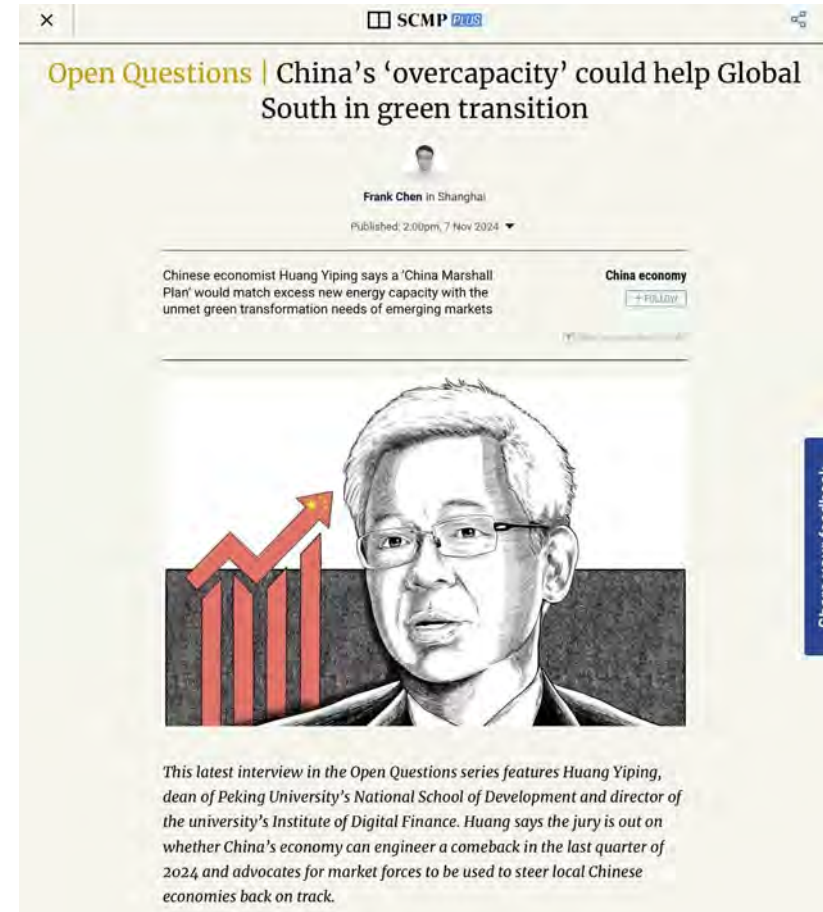 ×
SCMP PLUS
Open Questions | China's 'overcapacity' could help Global
South in green transition
Frank Chen in Shanghai
Published: 2:00pm, 7 Nov 2024
Chinese economist Huang Yiping says a 'China Marshall
Plan' would match excess new energy capacity with the
unmet green transformation needs of emerging markets
China economy
+ FOLLOW
This latest interview in the Open Questions series features Huang Yiping,
dean of Peking University's National School of Development and director of
the university's Institute of Digital Finance. Huang says the jury is out on
whether China's economy can engineer a comeback in the last quarter of
2024 and advocates for market forces to be used to steer local Chinese
economies back on track.
Share your feedback